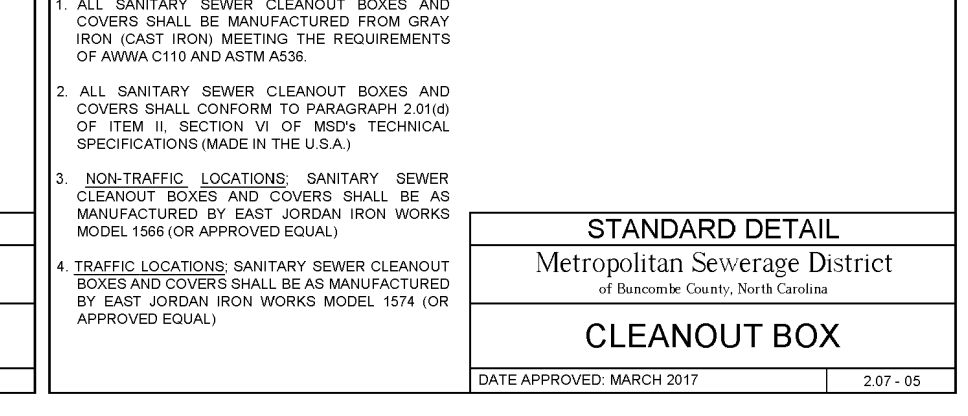 1. ALL SANITARY SEWER CLEANOUT BOXES AND
COVERS SHALL BE MANUFACTURED FROM GRAY
IRON (CAST IRON) MEETING THE REQUIREMENTS
OF AWWA C110 AND ASTM A536.
2. ALL SANITARY SEWER CLEANOUT BOXES AND
COVERS SHALL CONFORM TO PARAGRAPH 2.01(d)
OF ITEM II, SECTION VI OF MSD's TECHNICAL
SPECIFICATIONS (MADE IN THE U.S.A.)
3. NON-TRAFFIC LOCATIONS; SANITARY SEWER
CLEANOUT BOXES AND COVERS SHALL BE AS
MANUFACTURED BY EAST JORDAN IRON WORKS
MODEL 1566 (OR APPROVED EQUAL)
4. TRAFFIC LOCATIONS; SANITARY SEWER CLEANOUT
BOXES AND COVERS SHALL BE AS MANUFACTURED
BY EAST JORDAN IRON WORKS MODEL 1574 (OR
APPROVED EQUAL)
STANDARD DETAIL
Metropolitan Sewerage District
of Buncombe County, North Carolina
CLEANOUT BOX
DATE APPROVED: MARCH 2017
2.07 - 05